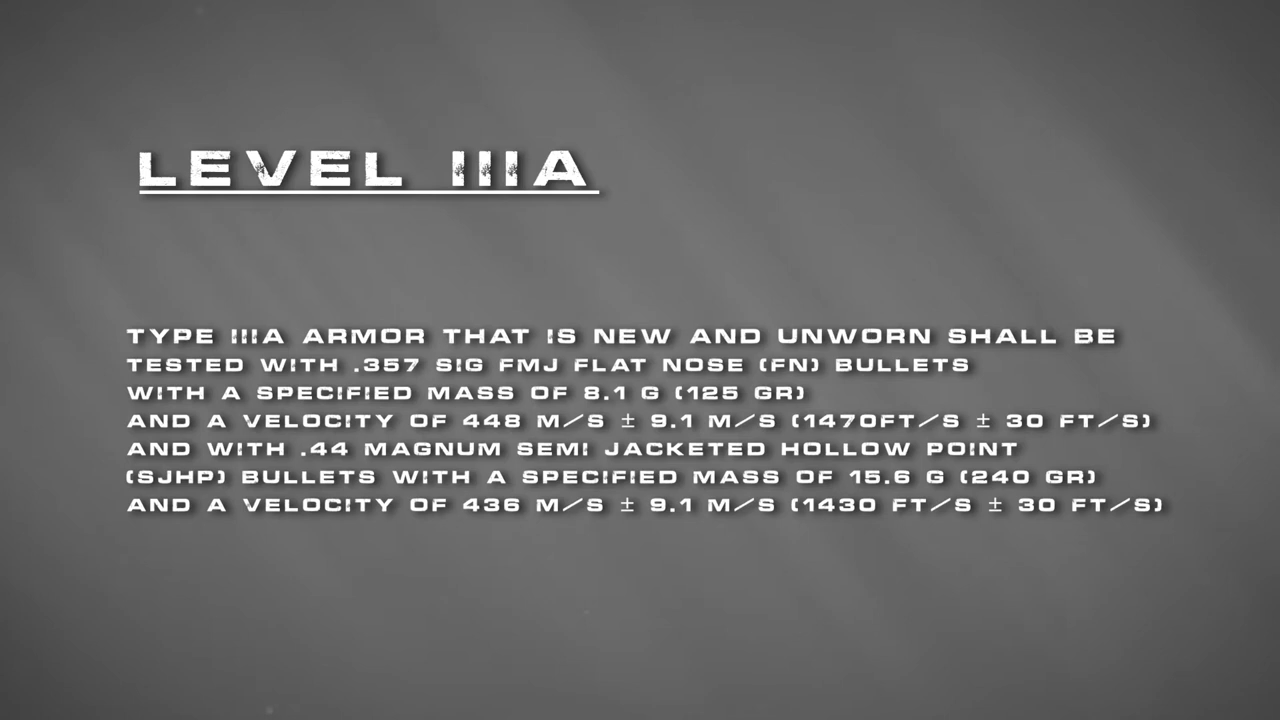 LEVEL IIIA
TYPE IIIA ARMOR THAT IS NEW AND UNWORN SHALL BE
TESTED WITH .357 SIG FMJ FLAT NOSE (FN) BULLETS
WITH A SPECIFIED MASS OF 8.1 G (125 GR)
AND A VELOCITY OF 448 M/S ± 9.1 M/S (1470FT/S ± 30 FT/S)
AND WITH .44 MAGNUM SEMI JACKETED HOLLOW POINT
(SJHP) BULLETS WITH A SPECIFIED MASS OF 15.6 G (240 GR)
AND A VELOCITY OF 436 M/S ± 9.1 M/S (1430 FT/S ± 30 FT/S)